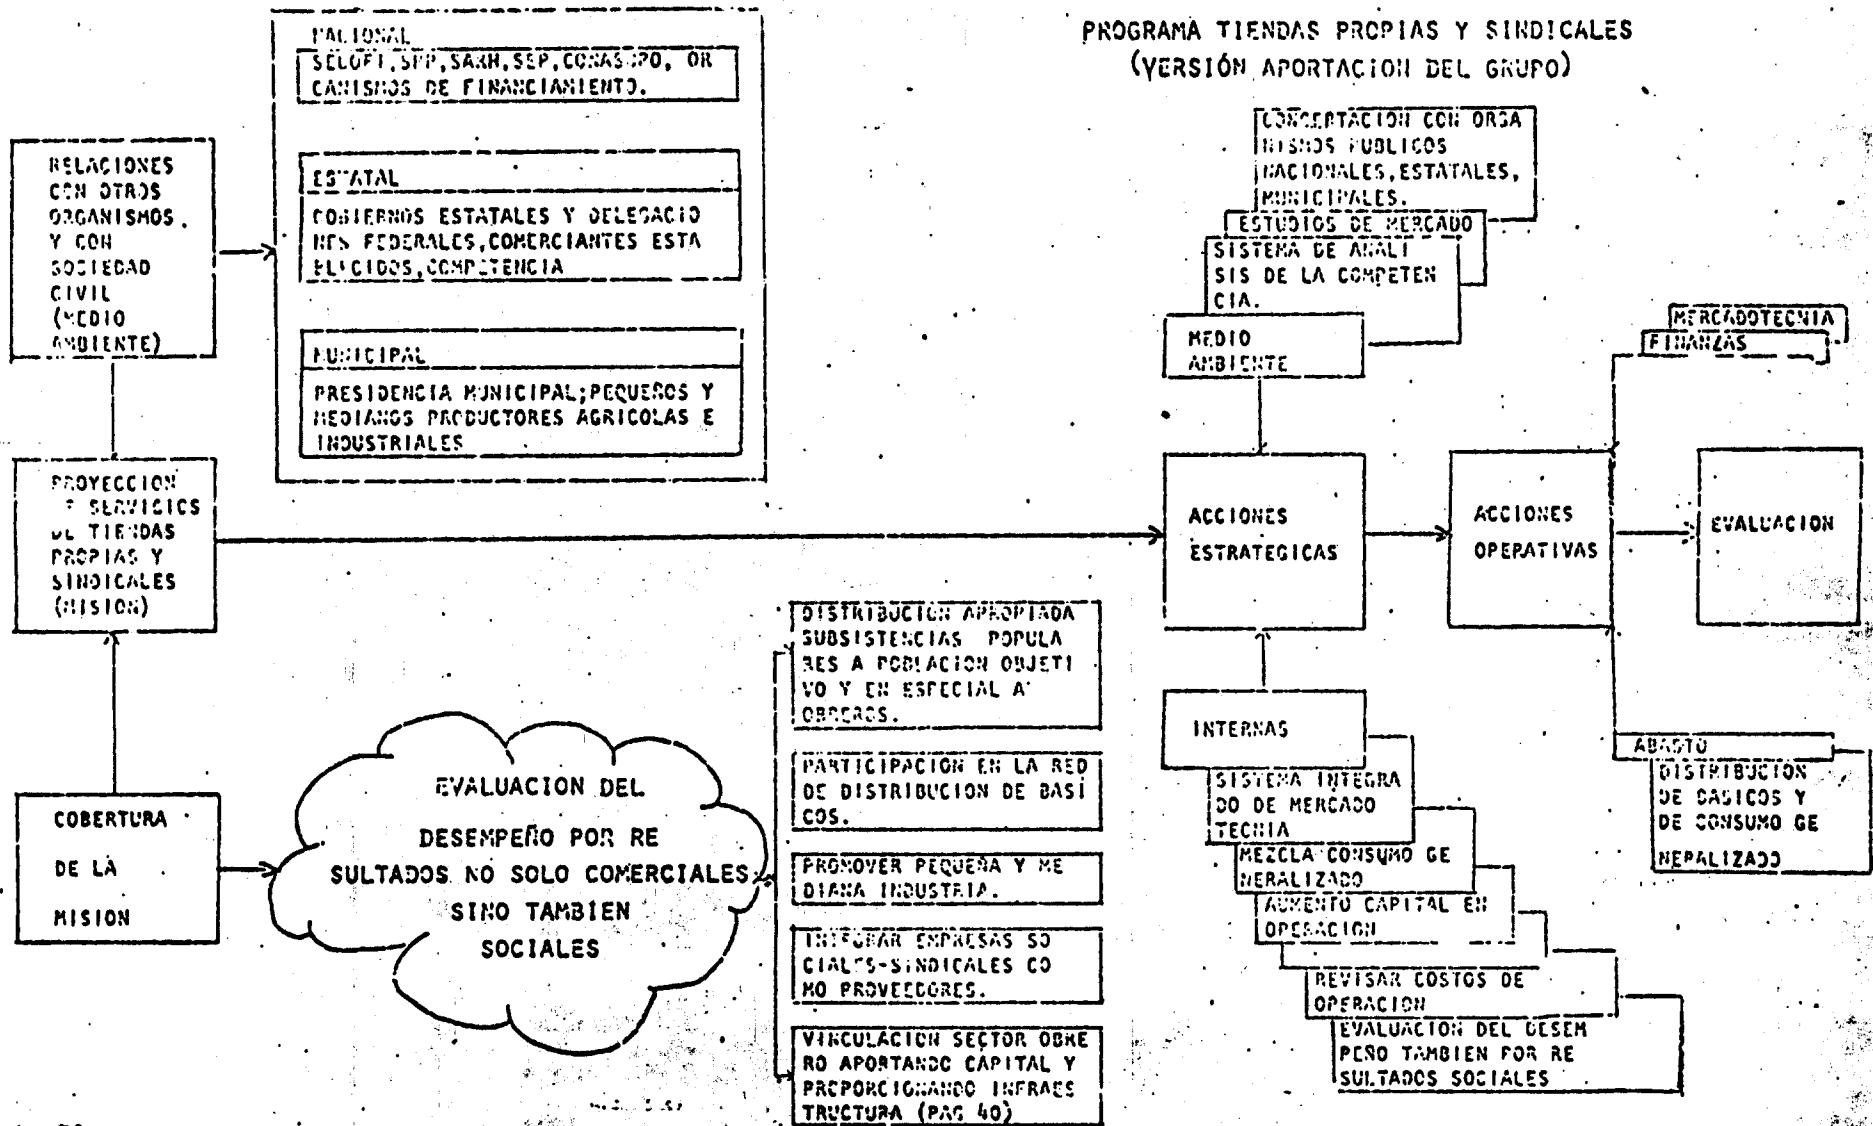 PROGRAMA TIENDAS PROPIAS Y SINDICALES
(VERSIÓN APORTACION DEL GRUPO)
NACIONAL
SPP, SARH, SEP, OR
GANISMOS DE FINANCIAMIENTO.
ESTATAL
GOBIERNOS ESTATALES Y DELEGACIO
NES FEDERALES, COMERCIANTES ESTA
BLECIDOS, COMPETENCIA
MUNICIPAL
PRESIDENCIA MUNICIPAL; PEQUEÑOS Y
MEDIANOS PRODUCTORES AGRICOLAS E
INDUSTRIALES
RELACIONES
CON OTROS
ORGANISMOS
Y CON
SOCIEDAD
CIVIL
(MEDIO
AMBIENTE)
PROYECCION
SERVICIOS
DE TIENDAS
PROPIAS Y
SINDICALES
(MISION)
COBERTURA
DE LA
MISION
EVALUACION DEL
DESEMPEÑO POR RE
SULTADOS NO SOLO COMERCIALES
SINO TAMBIEN
SOCIALES
DISTRIBUCION APROPIADA
SUBSISTENCIAS POPULA
RES A POBLACION OBJETI
VO Y EN ESPECIAL A
OBREROS.
PARTICIPACION EN LA RED
DE DISTRIBUCION DE BASI
COS.
PROMOVER PEQUEÑA Y ME
DIANA INDUSTRIA.
INTEGRAR EMPRESAS SO
CIALES-SINDICALES CO
MO PROVEEDORES.
VINCULACION SECTOR OBRE
RO APORTANDO CAPITAL Y
PROPORCIONANDO INFRAES
TRUCTURA (PAG 40)
CONCERTACION CON ORGA
NISMOS PUBLICOS
NACIONALES, ESTATALES,
MUNICIPALES.
ESTUDIOS DE MERCADO
SISTEMA DE ANALI
SIS DE LA COMPETEN
CIA.
MEDIO
AMBIENTE
ACCIONES
ESTRATEGICAS
INTERNAS
SISTEMA INTEGRA
DO DE MERCADO
TECNIA
MEZCLA CONSUMO GE
NERALIZADO
AUMENTO CAPITAL EN
OPERACION
REVISAR COSTOS DE
OPERACION
EVALUACION DEL DESEM
PEÑO TAMBIEN POR RE
SULTADOS SOCIALES
MERCADOTECNIA
FINANZAS
ACCIONES
OPERATIVAS
ABASTO
DISTRIBUCION
DE BASICOS Y
DE CONSUMO GE
NERALIZADO
EVALUACION